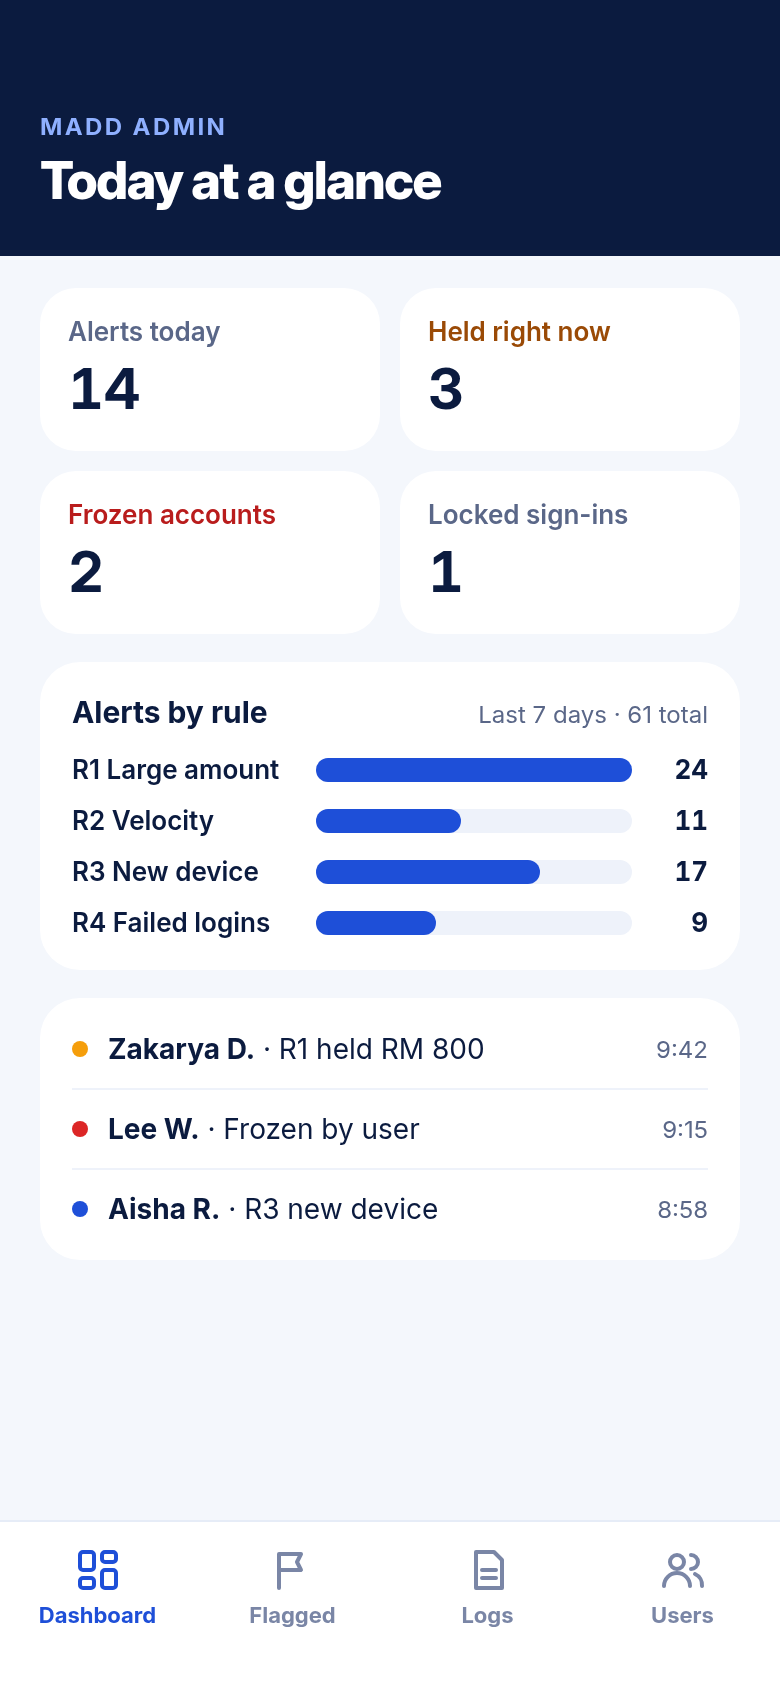 MADD ADMIN
Today at a glance
Alerts today
14
Held right now
3
Frozen accounts
2
Locked sign-ins
1
Alerts by rule
Last 7 days · 61 total
R1 Large amount 24
R2 Velocity 11
R3 New device 17
R4 Failed logins 9
Zakarya D. · R1 held RM 800 9:42
Lee W. · Frozen by user 9:15
Aisha R. · R3 new device 8:58
Dashboard Flagged Logs Users